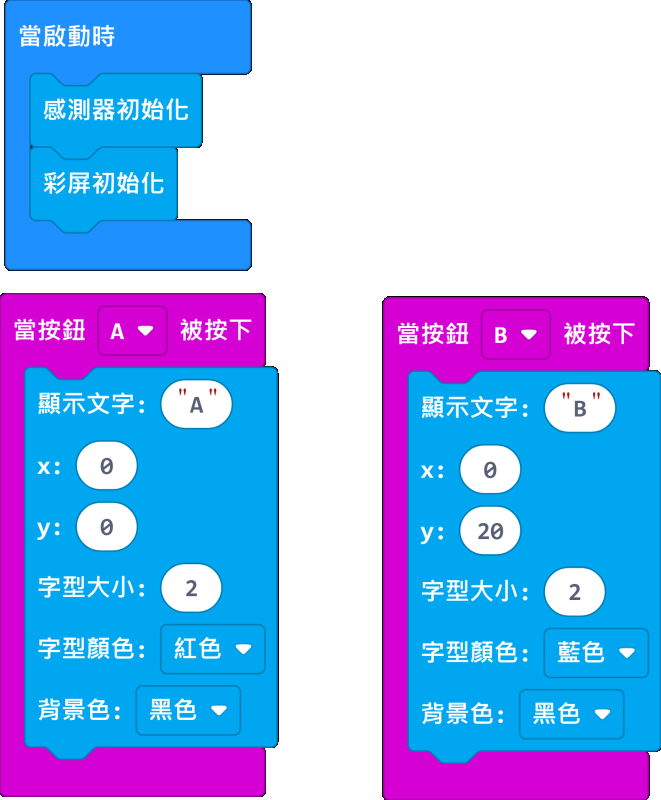 當啟動時
感測器初始化
彩屏初始化
當按鈕 A 被按下
顯示文字: "A"
x: 0
y: 0
字型大小: 2
字型顏色: 紅色
背景色: 黑色
當按鈕 B 被按下
顯示文字: "B"
x: 0
y: 20
字型大小: 2
字型顏色: 藍色
背景色: 黑色